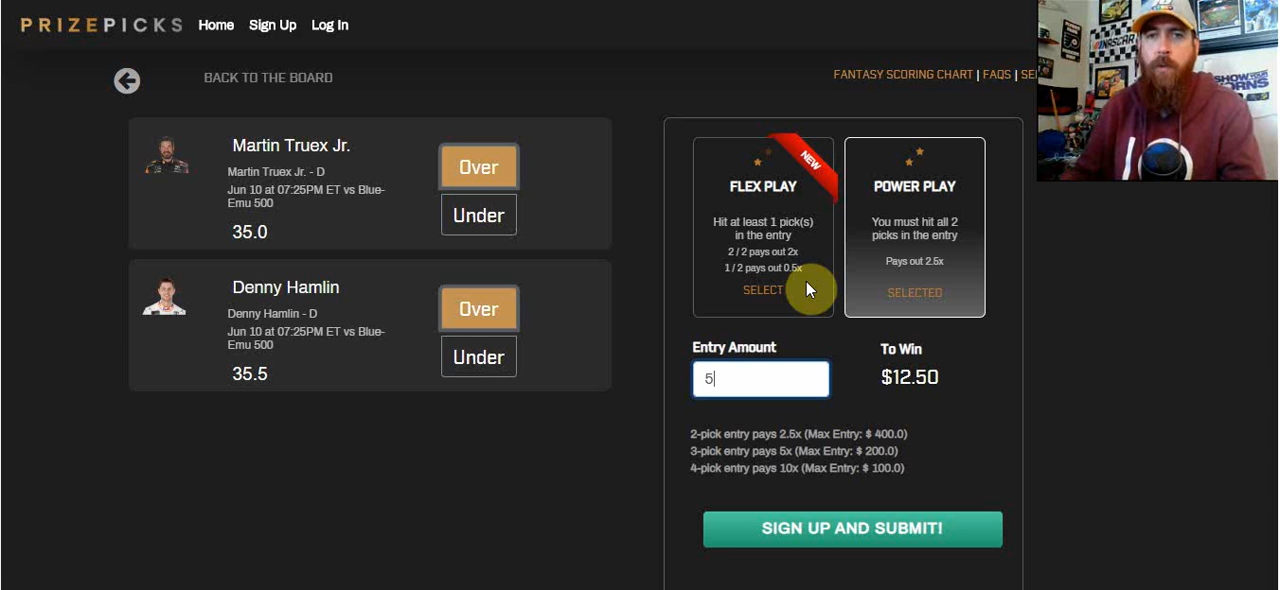 PRIZEPICKS Home Sign Up Log In
BACK TO THE BOARD
FANTASY SCORING CHART | FAQS |
Martin Truex Jr.
Martin Truex Jr. - D
Jun 10 at 07:25PM ET vs Blue-
Emu 500
35.0
Over
Under
Denny Hamlin
Denny Hamlin - D
Jun 10 at 07:25PM ET vs Blue-
Emu 500
35.5
Over
Under
NEW
FLEX PLAY
Hit at least 1 pick(s)
in the entry
2 / 2 pays out 2x
1 / 2 pays out 0.5x
SELECT
POWER PLAY
You must hit all 2
picks in the entry
Pays out 2.5x
SELECTED
Entry Amount
5
To Win
$12.50
2-pick entry pays 2.5x (Max Entry: $ 400.0)
3-pick entry pays 5x (Max Entry: $ 200.0)
4-pick entry pays 10x (Max Entry: $ 100.0)
SIGN UP AND SUBMIT!
NASCAR
SHOW YOUR